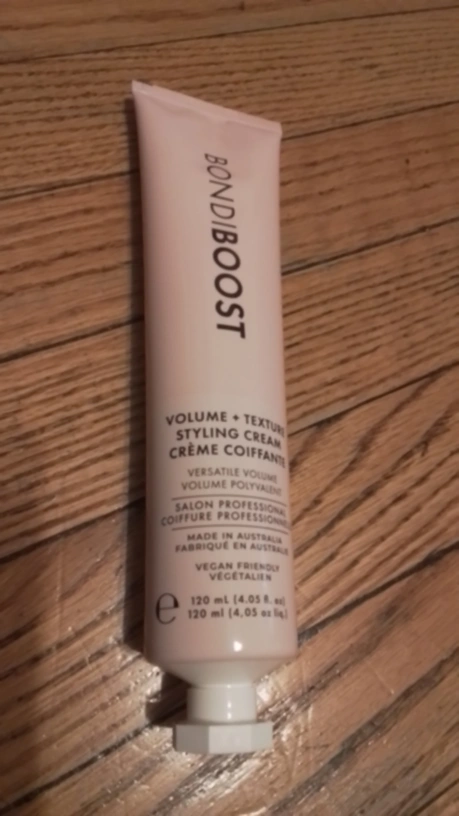 BONDIBOOST
VOLUME + TEXTURE
STYLING CREAM
CRÈME COIFFANTE
VERSATILE VOLUME
VOLUME POLYVALENT
SALON PROFESSIONAL
COIFFURE PROFESSIONNEL
MADE IN AUSTRALIA
FABRIQUÉ EN AUSTRALIE
VEGAN FRIENDLY
VÉGÉTALIEN
e 120 mL (4.05 fl. oz)
120 ml (4,05 oz liq.)